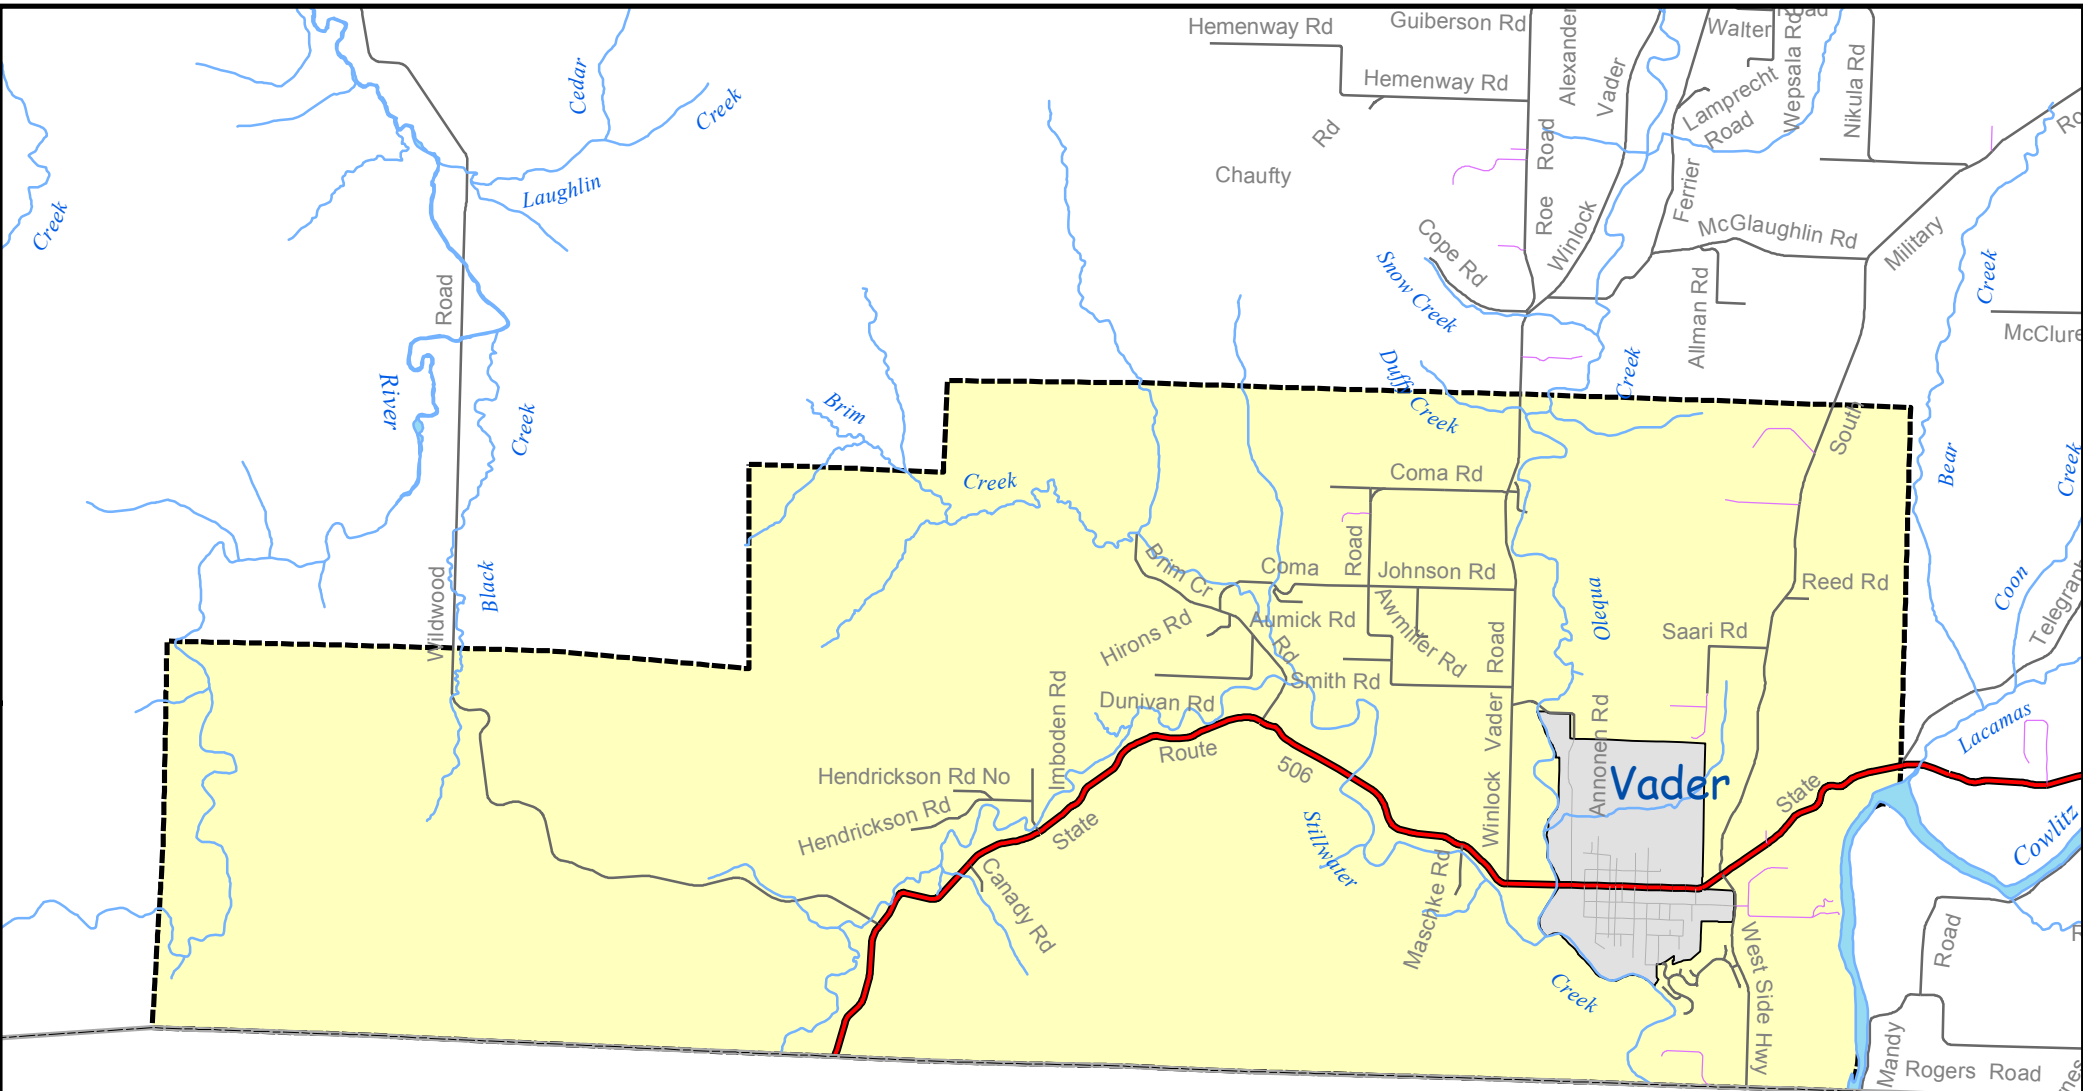 Hemenway Rd
Guiberson Rd
Alexander
Walter
Road
Wepsala Rd
Nikula Rd
Cedar
Creek
Hemenway Rd
Vader
Lamprecht
Road
Rd
Chaufty
Road
Roe
Creek
Laughlin
Ferrier
Winlock
McGlaughlin Rd
Military
Cope Rd
Snow Creek
Creek
Road
Allman Rd
McClure
River
Creek
Duffy Creek
Creek
Brim
Creek
South
Bear
Creek
Coma Rd
Wildwood
Black
Brim Cr
Coma
Road
Johnson Rd
Olequa
Reed Rd
Coon
Hirons Rd
Aumick Rd
Awmiller Rd
Saari Rd
Telegraph
Rd
Smith Rd
Road
Imboden Rd
Dunivan Rd
Annonen Rd
Lacamas
Route
506
Vader
Winlock
Vader
Hendrickson Rd No
Hendrickson Rd
State
State
Cowlitz
Stillwater
Canady Rd
Maschke Rd
Creek
West Side Hwy
Road
Mandy
Rogers Road